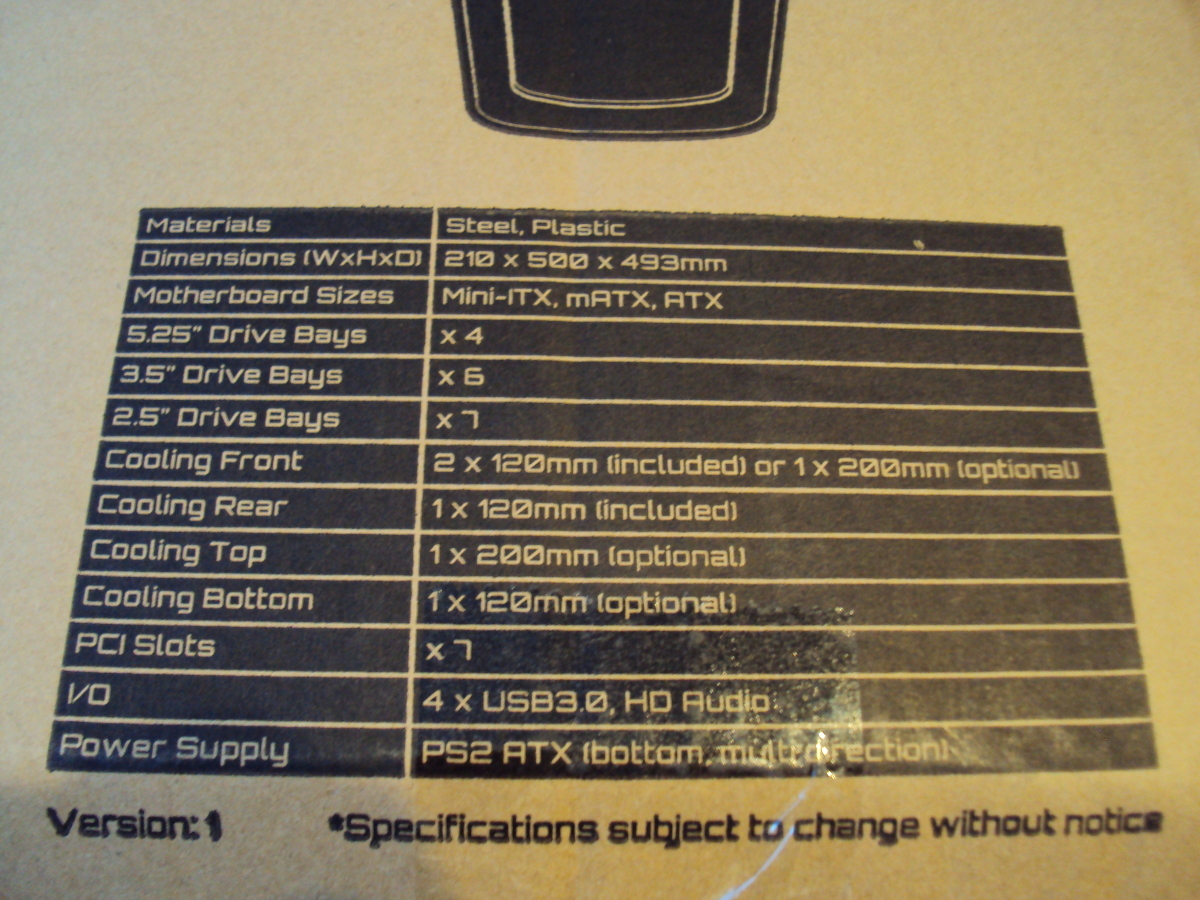 Materials Steel, Plastic
Dimensions (WxHxD) 210 x 500 x 493mm
Motherboard Sizes Mini-ITX, mATX, ATX
5.25" Drive Bays x 4
3.5" Drive Bays x 6
2.5" Drive Bays x 7
Cooling Front 2 x 120mm (included) or 1 x 200mm (optional)
Cooling Rear 1 x 120mm (included)
Cooling Top 1 x 200mm (optional)
Cooling Bottom 1 x 120mm (optional)
PCI Slots x 7
I/O 4 x USB3.0, HD Audio
Power Supply PS2 ATX (bottom, multi direction)
Version: 1 *Specifications subject to change without notice